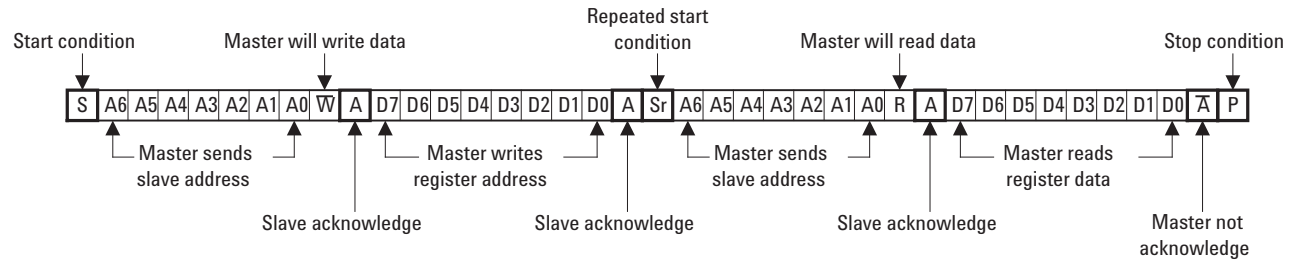 Repeated start
condition
Start condition
Master will write data
Master will read data
Stop condition
S A6 A5 A4 A3 A2 A1 A0 W̅ A D7 D6 D5 D4 D3 D2 D1 D0 A Sr A6 A5 A4 A3 A2 A1 A0 R A D7 D6 D5 D4 D3 D2 D1 D0 A̅ P
Master sends
slave address
Master writes
register address
Master sends
slave address
Master reads
register data
Slave acknowledge
Slave acknowledge
Slave acknowledge
Master not
acknowledge